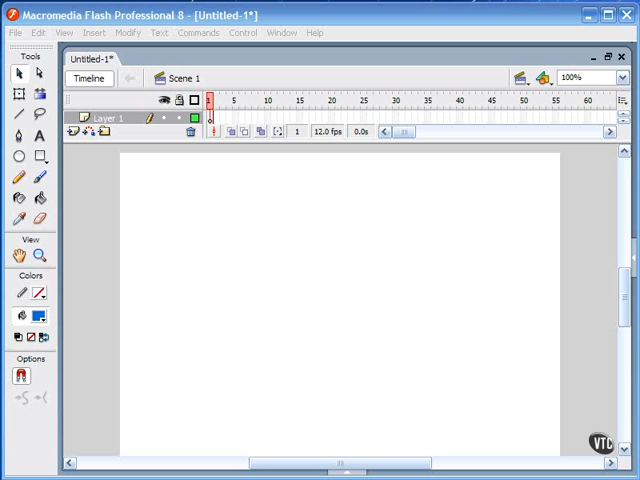 Macromedia Flash Professional 8 - [Untitled-1*]
File Edit View Insert Modify Text Commands Control Window Help
Tools
Untitled-1*
Timeline
Scene 1
100%
1 5 10 15 20 25 30 35 40 45 50 55 60
Layer 1
1 12.0 fps 0.0s
View
Colors
Options
VTC